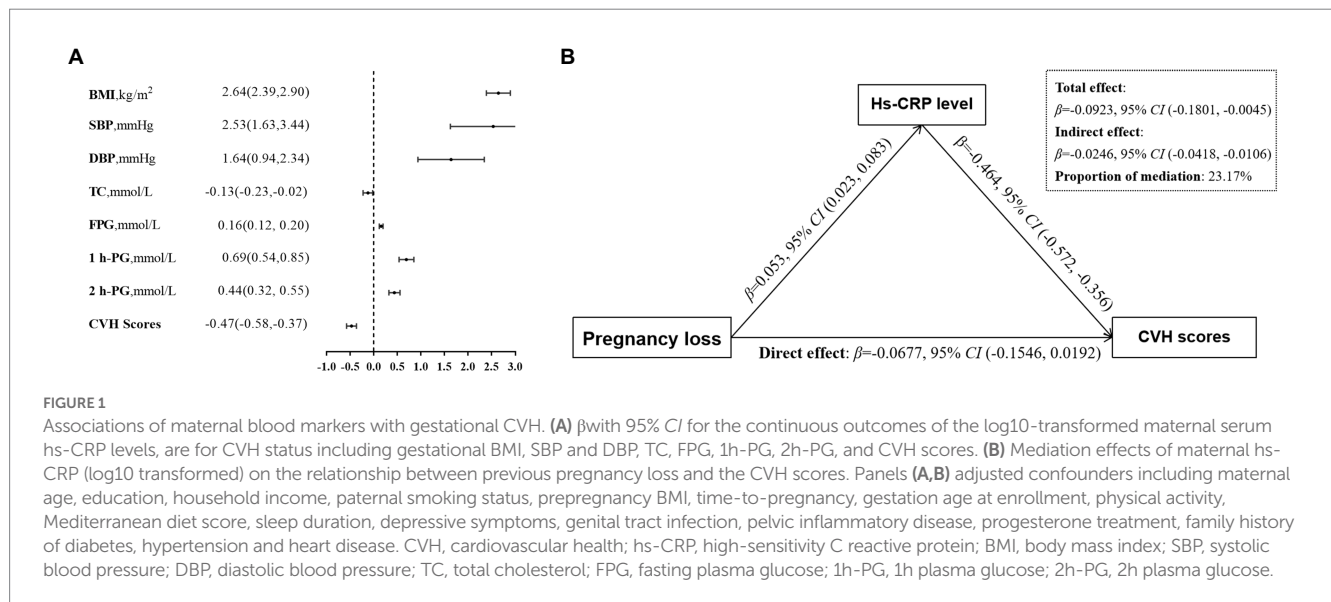 A
BMI,kg/m² 2.64(2.39,2.90)
SBP,mmHg 2.53(1.63,3.44)
DBP,mmHg 1.64(0.94,2.34)
TC,mmol/L -0.13(-0.23,-0.02)
FPG,mmol/L 0.16(0.12, 0.20)
1 h-PG,mmol/L 0.69(0.54,0.85)
2 h-PG,mmol/L 0.44(0.32, 0.55)
CVH Scores -0.47(-0.58,-0.37)
-1.0 -0.5 0.0 0.5 1.0 1.5 2.0 2.5 3.0
B
Hs-CRP level
Total effect:
β=-0.0923, 95% CI (-0.1801, -0.0045)
Indirect effect:
β=-0.0246, 95% CI (-0.0418, -0.0106)
Proportion of mediation: 23.17%
β=0.053, 95% CI (0.023, 0.083)
β=-0.464, 95% CI (-0.572, -0.356)
Pregnancy loss
CVH scores
Direct effect: β=-0.0677, 95% CI (-0.1546, 0.0192)
FIGURE 1
Associations of maternal blood markers with gestational CVH. (A) βwith 95% CI for the continuous outcomes of the log10-transformed maternal serum
hs-CRP levels, are for CVH status including gestational BMI, SBP and DBP, TC, FPG, 1h-PG, 2h-PG, and CVH scores. (B) Mediation effects of maternal hs-
CRP (log10 transformed) on the relationship between previous pregnancy loss and the CVH scores. Panels (A,B) adjusted confounders including maternal
age, education, household income, paternal smoking status, prepregnancy BMI, time-to-pregnancy, gestation age at enrollment, physical activity,
Mediterranean diet score, sleep duration, depressive symptoms, genital tract infection, pelvic inflammatory disease, progesterone treatment, family history
of diabetes, hypertension and heart disease. CVH, cardiovascular health; hs-CRP, high-sensitivity C reactive protein; BMI, body mass index; SBP, systolic
blood pressure; DBP, diastolic blood pressure; TC, total cholesterol; FPG, fasting plasma glucose; 1h-PG, 1h plasma glucose; 2h-PG, 2h plasma glucose.